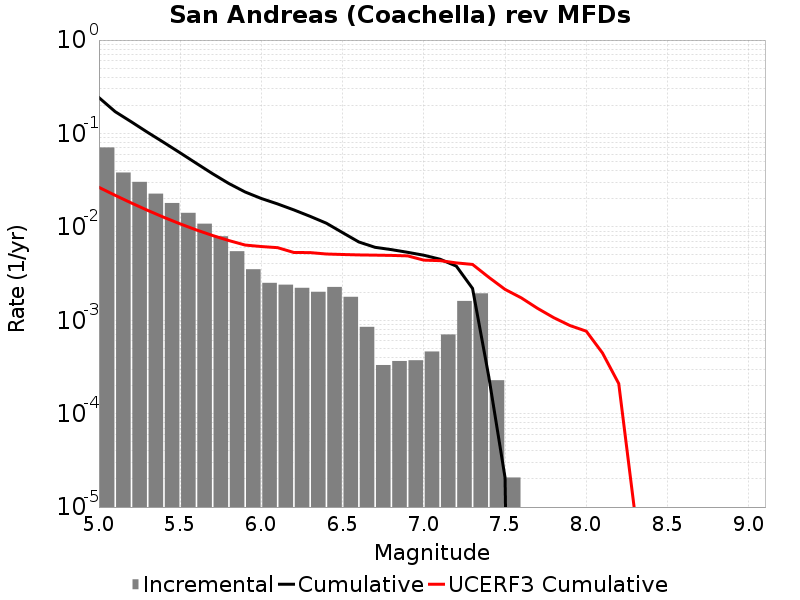 San Andreas (Coachella) rev MFDs
10^0
10^-1
10^-2
10^-3
10^-4
10^-5
Rate (1/yr)
5.0 5.5 6.0 6.5 7.0 7.5 8.0 8.5 9.0
Magnitude
Incremental Cumulative UCERF3 Cumulative